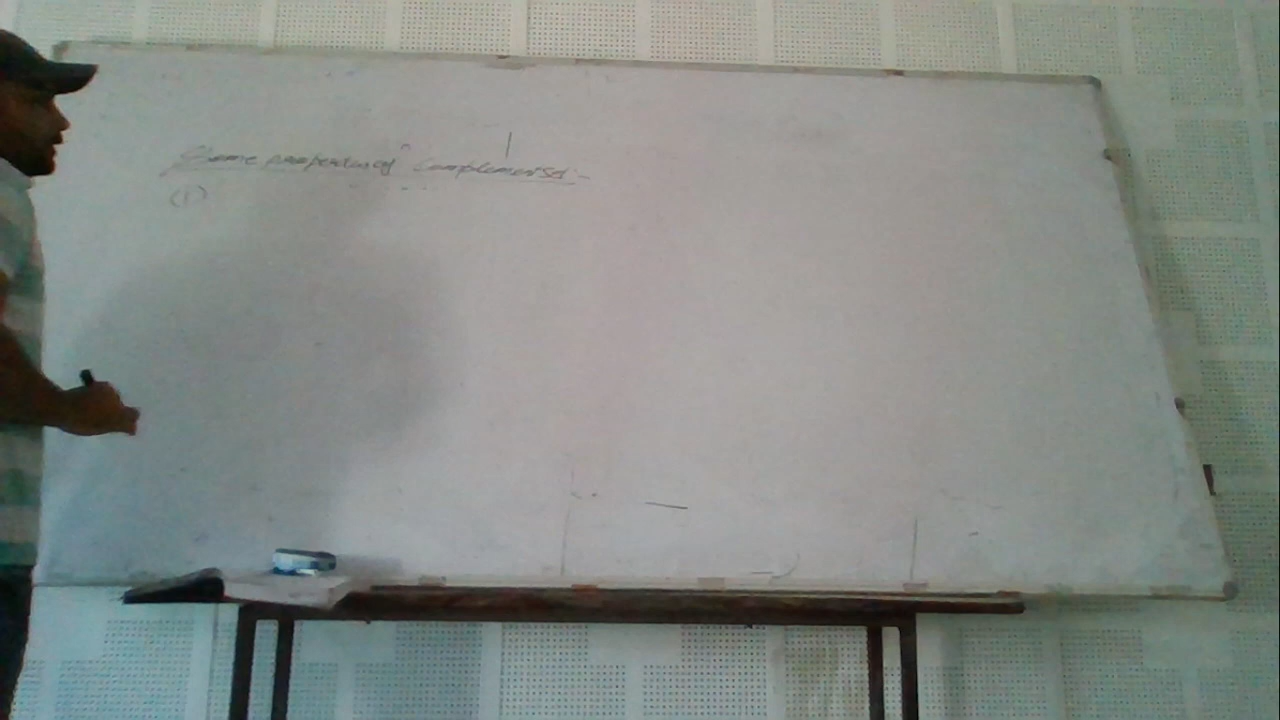 Some properties of complement set :-
(1)